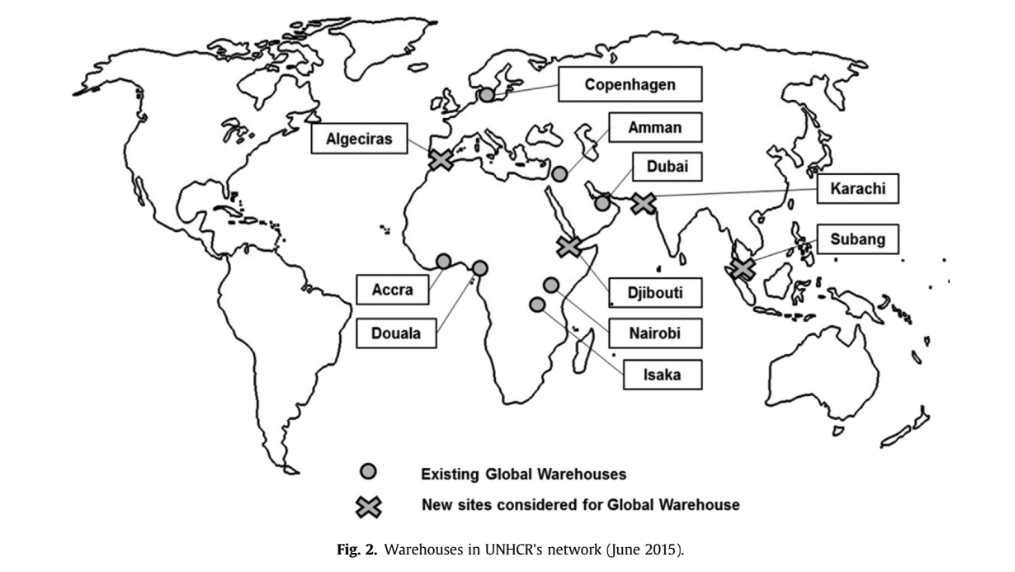 Copenhagen
Amman
Algeciras
Dubai
Karachi
Subang
Accra
Djibouti
Douala
Nairobi
Isaka
Existing Global Warehouses
New sites considered for Global Warehouse
Fig. 2. Warehouses in UNHCR's network (June 2015).